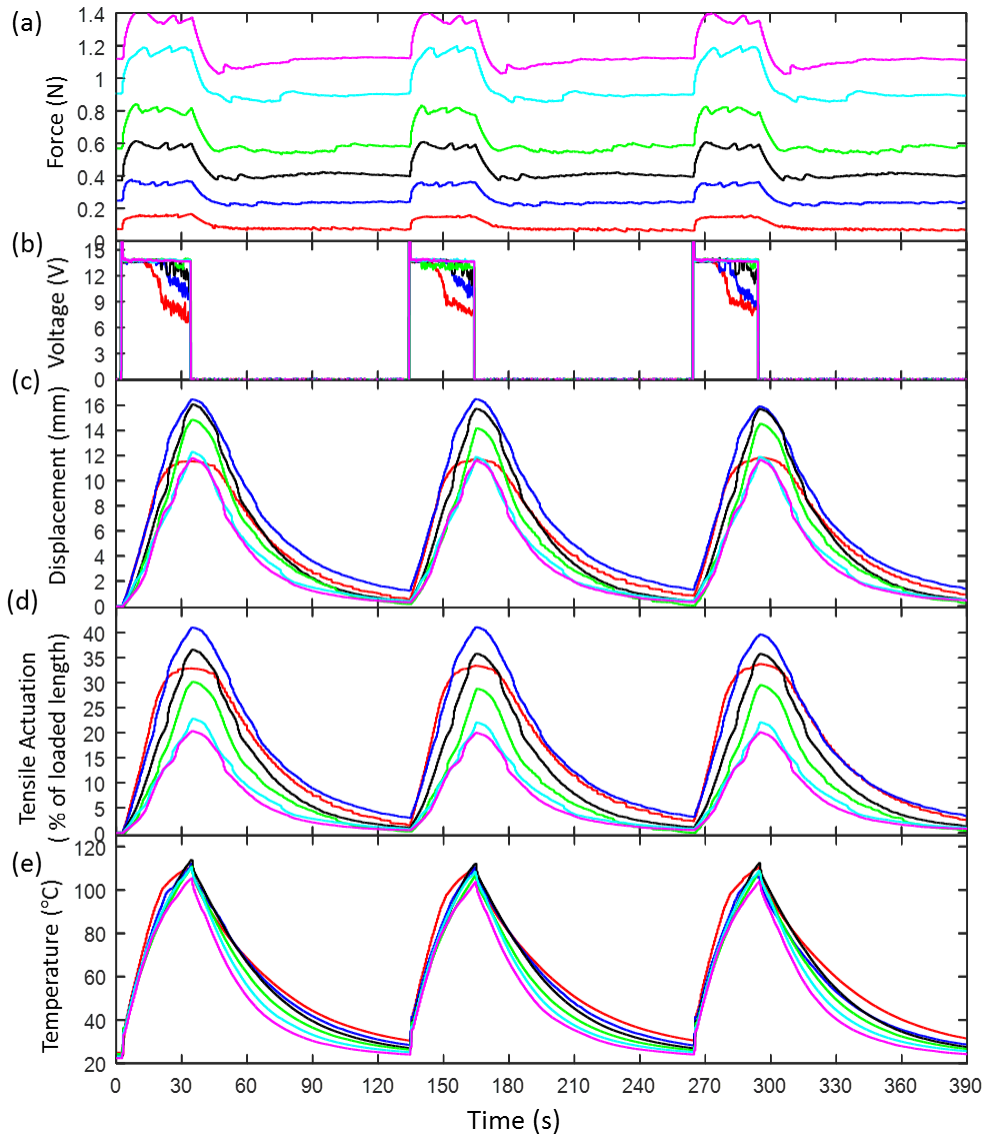 (a)
Force (N)
1.4
1.2
1
0.8
0.6
0.4
0.2
0
(b)
Voltage (V)
15
12
9
6
3
0
(c)
Displacement (mm)
16
14
12
10
8
6
4
2
0
(d)
Tensile Actuation
( % of loaded length)
40
35
30
25
20
15
10
5
0
(e)
Temperature (°C)
120
100
80
60
40
20
0 30 60 90 120 150 180 210 240 270 300 330 360 390
Time (s)